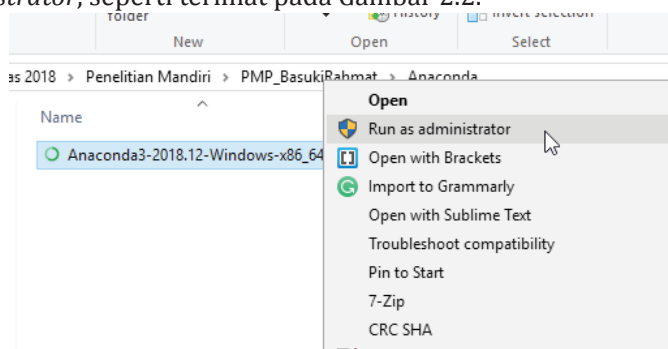 strator, seperti terlihat pada Gambar 2.2.
folder
History
Invert selection
New
Open
Select
as 2018 > Penelitian Mandiri > PMP_BasukiRahmat > Anaconda
Name
Anaconda3-2018.12-Windows-x86_64
Open
Run as administrator
Open with Brackets
Import to Grammarly
Open with Sublime Text
Troubleshoot compatibility
Pin to Start
7-Zip
CRC SHA